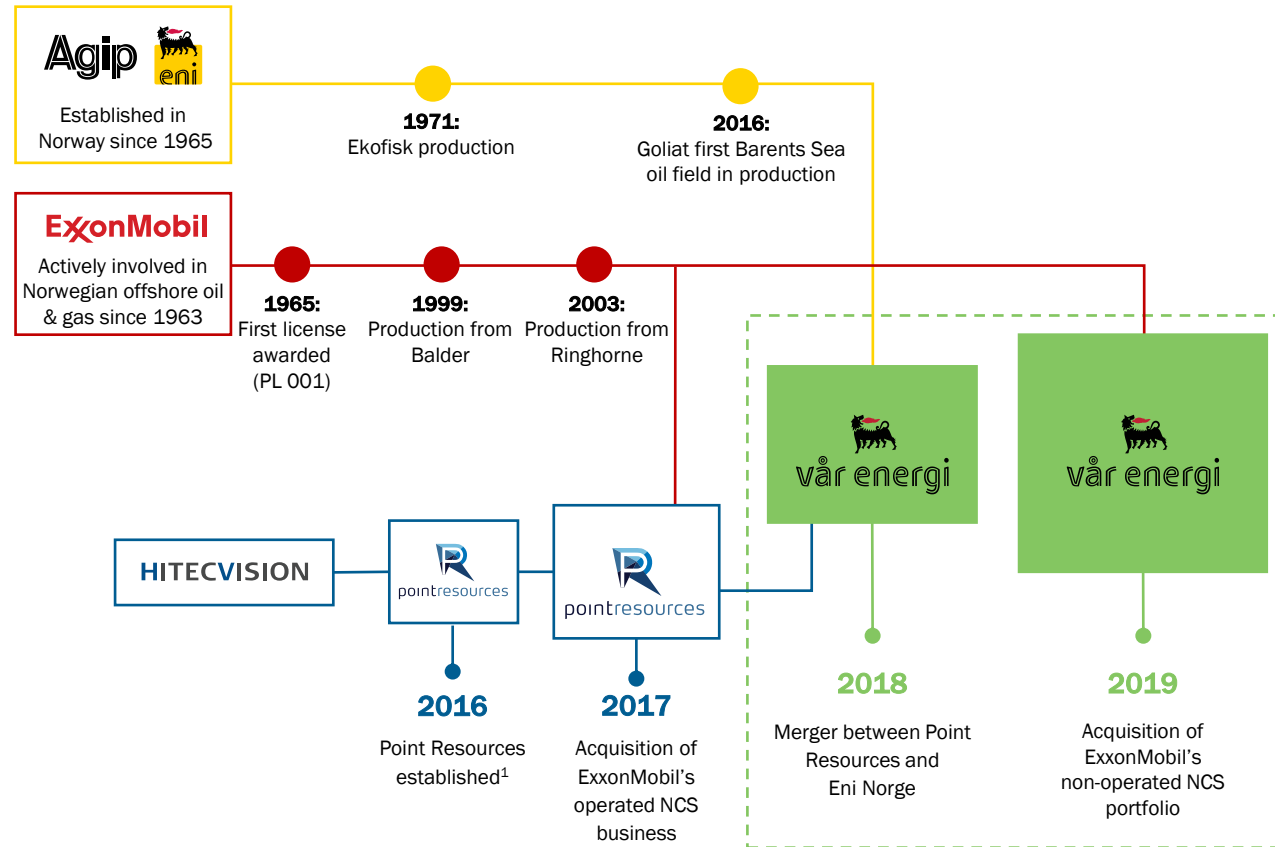 Agip
eni
Established in
Norway since 1965
1971:
Ekofisk production
2016:
Goliat first Barents Sea
oil field in production
ExxonMobil
Actively involved in
Norwegian offshore oil
& gas since 1963
1965:
First license
awarded
(PL 001)
1999:
Production from
Balder
2003:
Production from
Ringhorne
vår energi
vår energi
HITECVISION
pointresources
pointresources
2016
Point Resources
established¹
2017
Acquisition of
ExxonMobil’s
operated NCS
business
2018
Merger between Point
Resources and
Eni Norge
2019
Acquisition of
ExxonMobil’s
non-operated NCS
portfolio